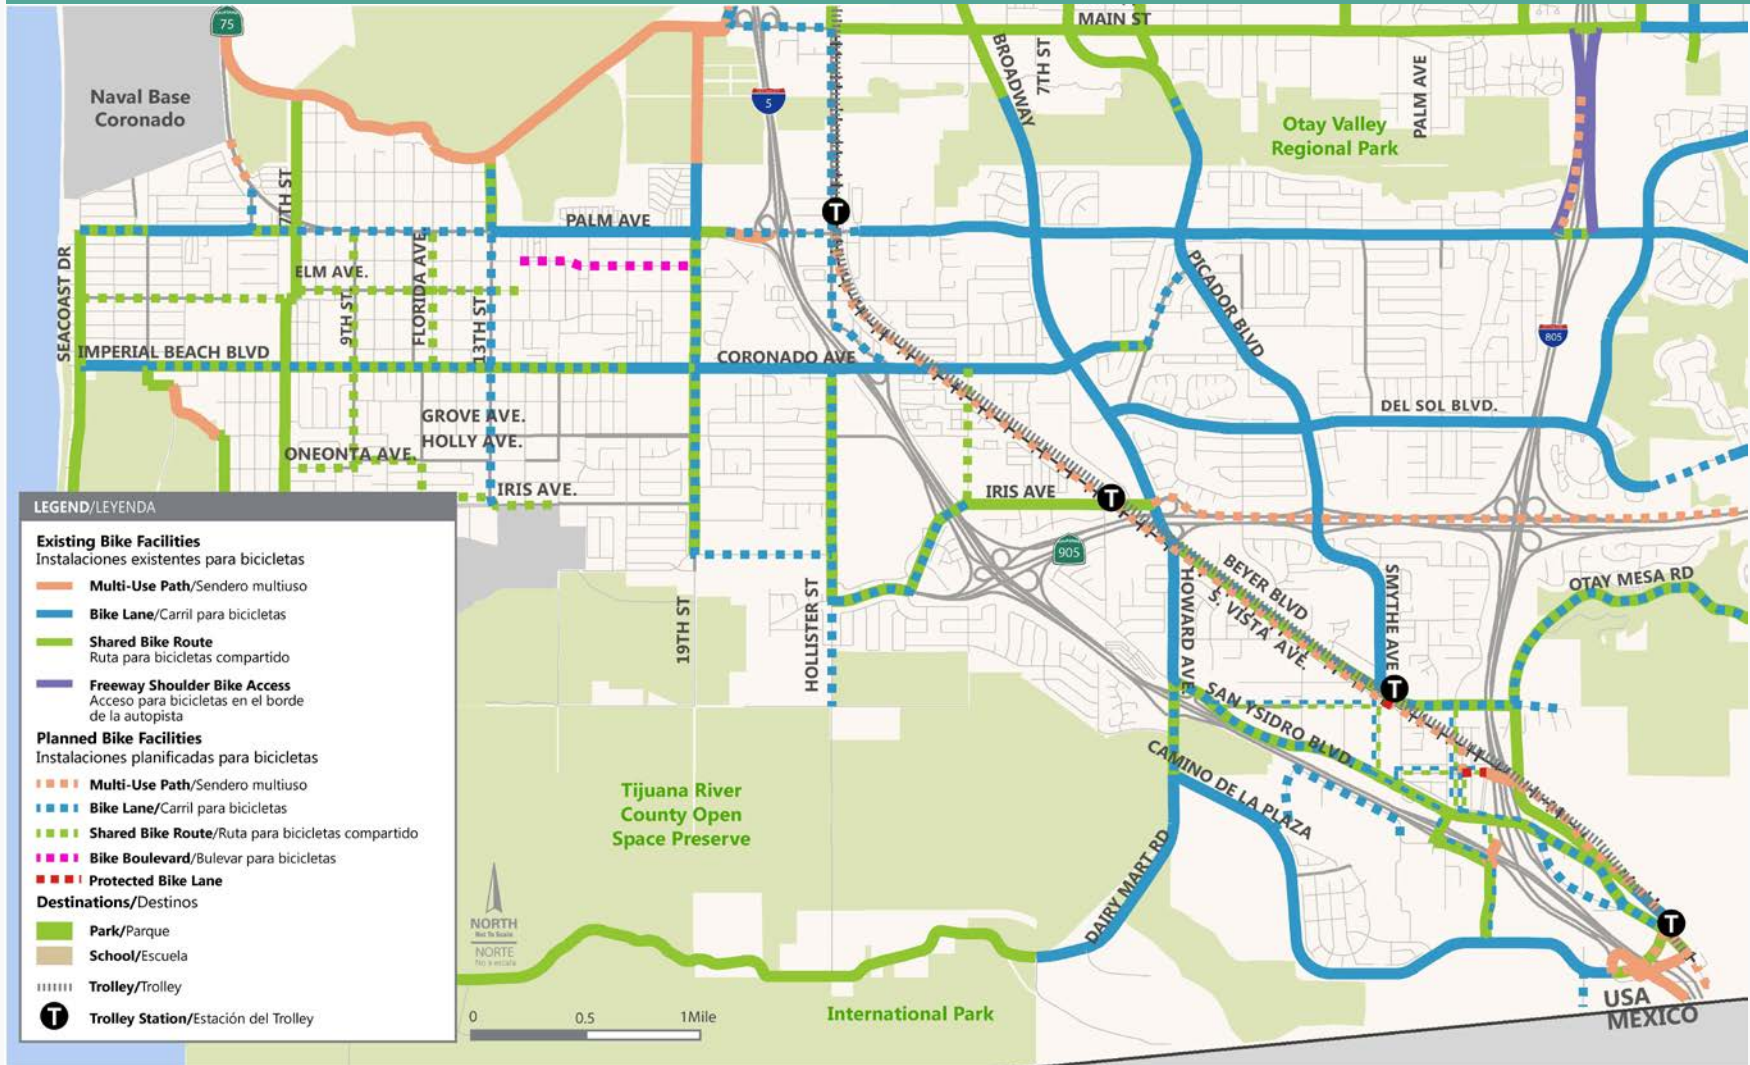 75
MAIN ST
BROADWAY
7TH ST
PALM AVE
Naval Base
Coronado
5
Otay Valley
Regional Park
7TH ST
PALM AVE
SEACOAST DR
ELM AVE.
9TH ST.
FLORIDA AVE.
13TH ST
PICADOR BLVD
805
IMPERIAL BEACH BLVD
CORONADO AVE
GROVE AVE.
HOLLY AVE.
DEL SOL BLVD.
ONEONTA AVE.
IRIS AVE.
IRIS AVE
T
T
T
T
905
BEYER BLVD
S. VISTA AVE.
HOWARD AVE.
SMYTHE AVE
OTAY MESA RD
19TH ST
HOLLISTER ST
SAN YSIDRO BLVD.
CAMINO DE LA PLAZA
DAIRY MART RD
Tijuana River
County Open
Space Preserve
International Park
USA
MEXICO
LEGEND/LEYENDA
Existing Bike Facilities
Instalaciones existentes para bicicletas
Multi-Use Path/Sendero multiuso
Bike Lane/Carril para bicicletas
Shared Bike Route
Ruta para bicicletas compartido
Freeway Shoulder Bike Access
Acceso para bicicletas en el borde
de la autopista
Planned Bike Facilities
Instalaciones planificadas para bicicletas
Multi-Use Path/Sendero multiuso
Bike Lane/Carril para bicicletas
Shared Bike Route/Ruta para bicicletas compartido
Bike Boulevard/Bulevar para bicicletas
Protected Bike Lane
Destinations/Destinos
Park/Parque
School/Escuela
Trolley/Trolley
T Trolley Station/Estación del Trolley
NORTH
Not To Scale
NORTE
No a escala
0 0.5 1Mile